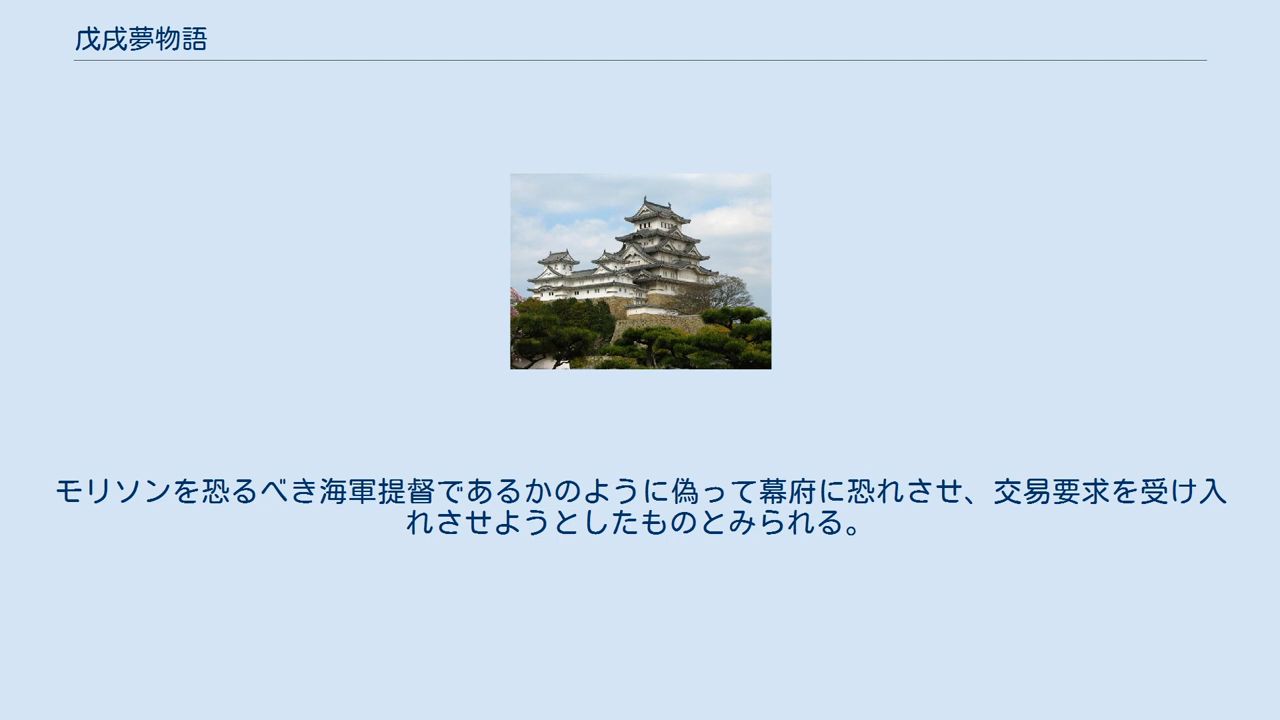 戊戌夢物語
モリソンを恐るべき海軍提督であるかのように偽って幕府に恐れさせ、交易要求を受け入
れさせようとしたものとみられる。